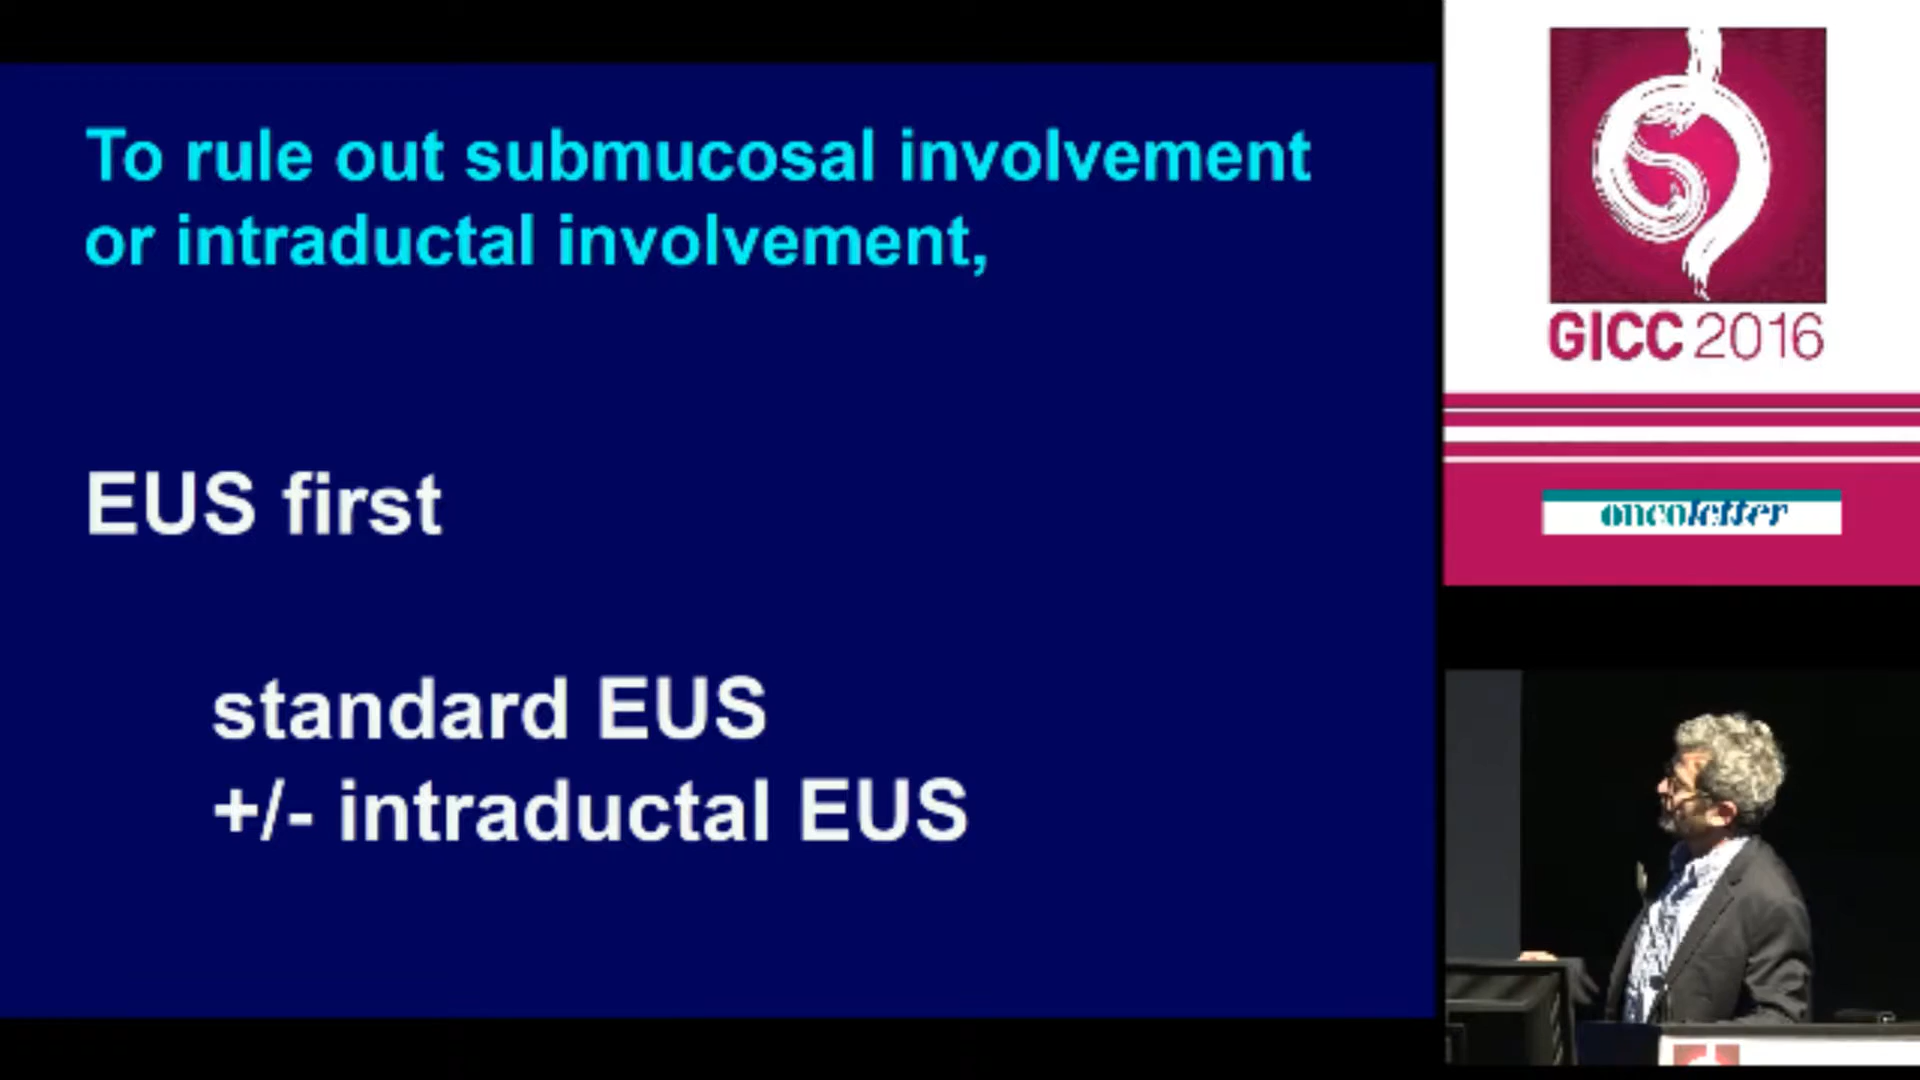 To rule out submucosal involvement
or intraductal involvement,
EUS first
standard EUS
+/- intraductal EUS
GICC 2016
oncoletter